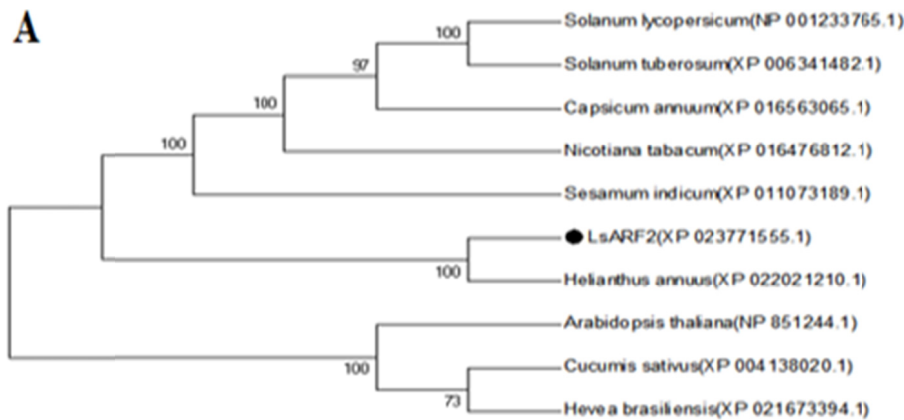 A
Solanum lycopersicum(NP 001233765.1)
100
Solanum tuberosum(XP 006341482.1)
97
Capsicum annuum(XP 016563065.1)
100
100
Nicotiana tabacum(XP 016476812.1)
Sesamum indicum(XP 011073189.1)
LsARF2(XP 023771555.1)
100
Helianthus annuus(XP 022021210.1)
Arabidopsis thaliana(NP 851244.1)
100
Cucumis sativus(XP 004138020.1)
73
Hevea brasiliensis(XP 021673394.1)